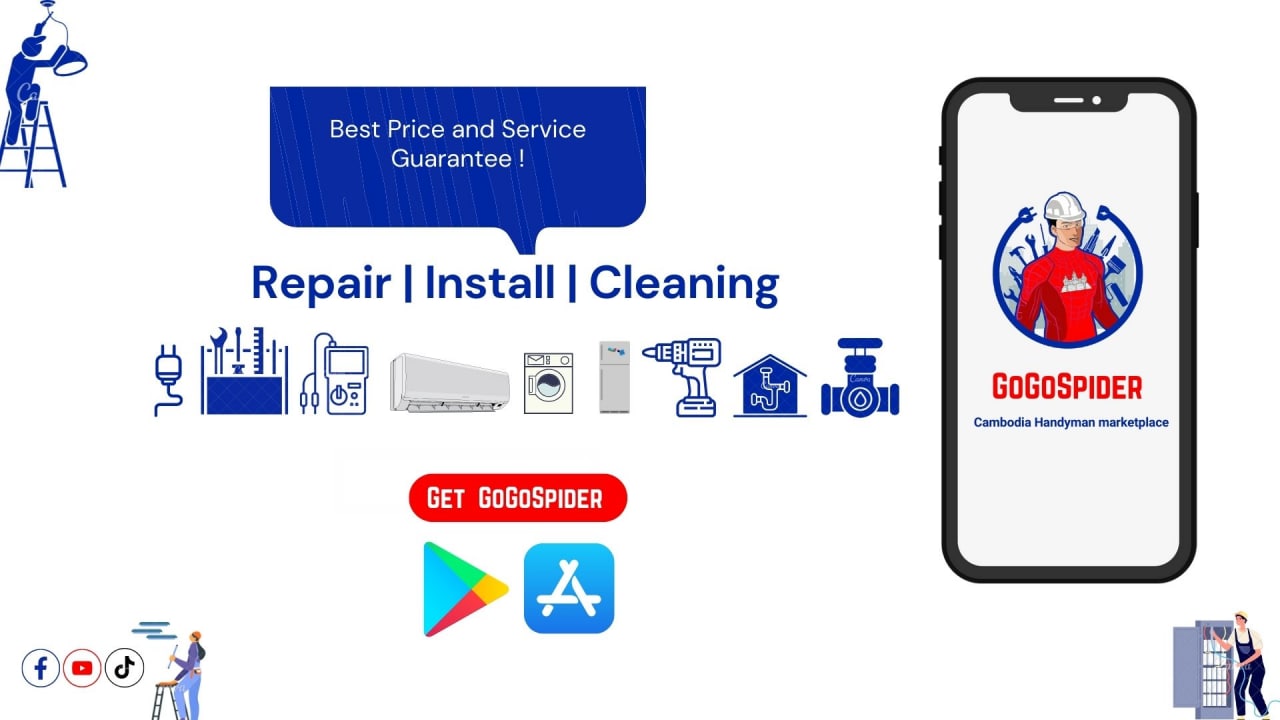 Best Price and Service
Guarantee !
Repair | Install | Cleaning
GET GOGOSPIDER
GOGOSPIDER
Cambodia Handyman marketplace